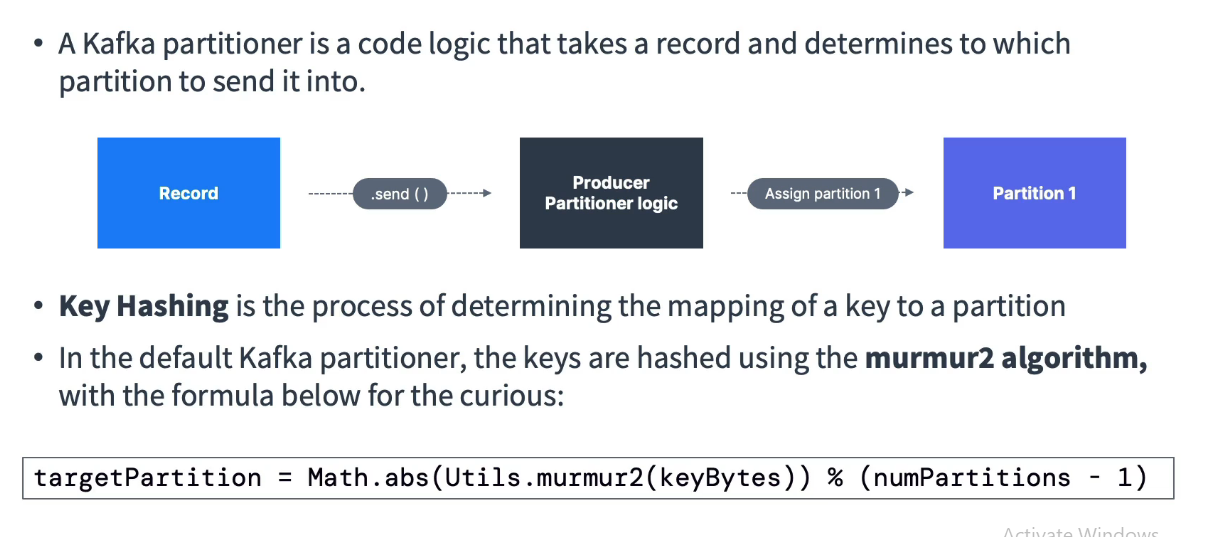 • A Kafka partitioner is a code logic that takes a record and determines to which
partition to send it into.
Record
.send ( )
Producer
Partitioner logic
Assign partition 1
Partition 1
• Key Hashing is the process of determining the mapping of a key to a partition
• In the default Kafka partitioner, the keys are hashed using the murmur2 algorithm,
with the formula below for the curious:
targetPartition = Math.abs(Utils.murmur2(keyBytes)) % (numPartitions - 1)
Activate Windows